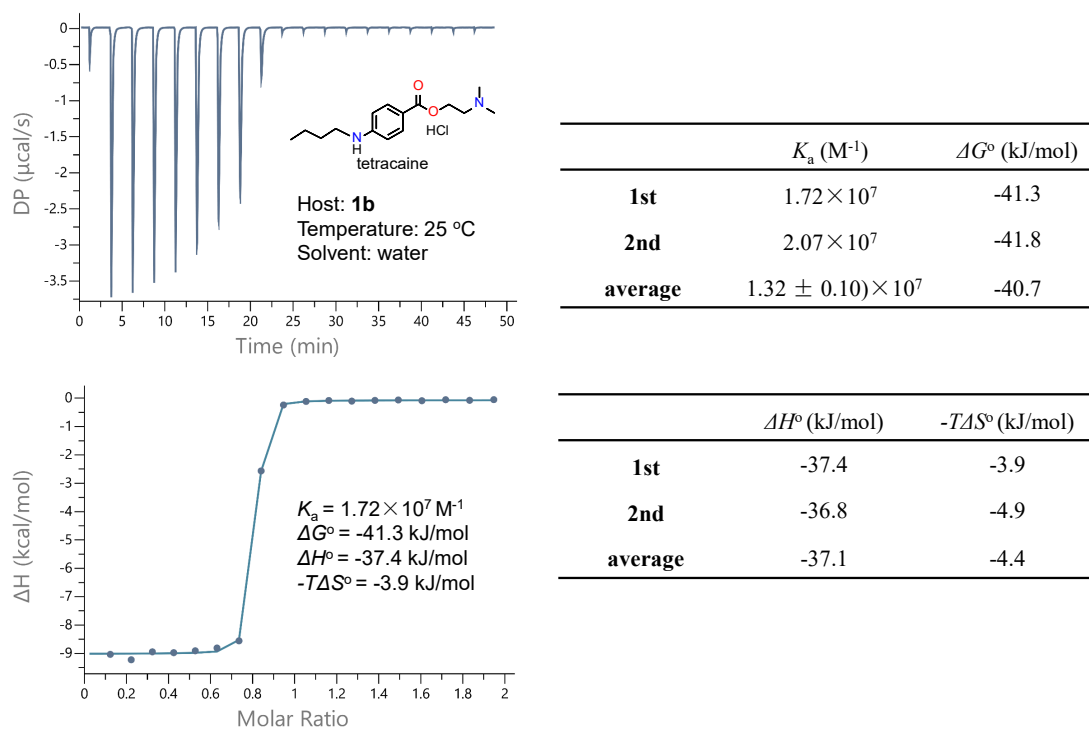 0
-0.5
-1
-1.5
-2
-2.5
-3
-3.5
DP (µcal/s)
0 5 10 15 20 25 30 35 40 45 50
Time (min)
O
O
N
HCl
N
H
tetracaine
Host: 1b
Temperature: 25 °C
Solvent: water
Kₐ (M⁻¹) ΔG° (kJ/mol)
1st 1.72×10⁷ -41.3
2nd 2.07×10⁷ -41.8
average 1.32 ± 0.10)×10⁷ -40.7
0
-1
-2
-3
-4
-5
-6
-7
-8
-9
ΔH (kcal/mol)
0 0.2 0.4 0.6 0.8 1 1.2 1.4 1.6 1.8 2
Molar Ratio
Kₐ = 1.72×10⁷ M⁻¹
ΔG° = -41.3 kJ/mol
ΔH° = -37.4 kJ/mol
-TΔS° = -3.9 kJ/mol
ΔH° (kJ/mol) -TΔS° (kJ/mol)
1st -37.4 -3.9
2nd -36.8 -4.9
average -37.1 -4.4